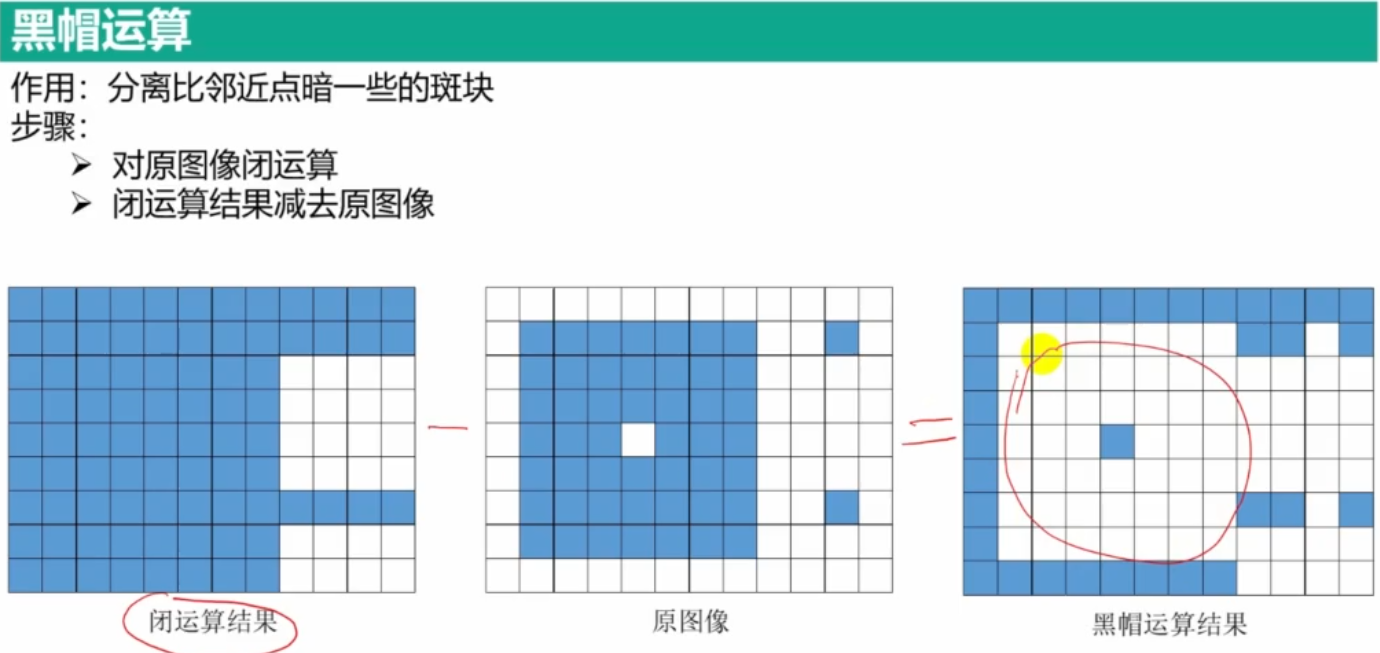 黑帽运算
作用：分离比邻近点暗一些的斑块
步骤：
➢ 对原图像闭运算
➢ 闭运算结果减去原图像
闭运算结果
原图像
黑帽运算结果